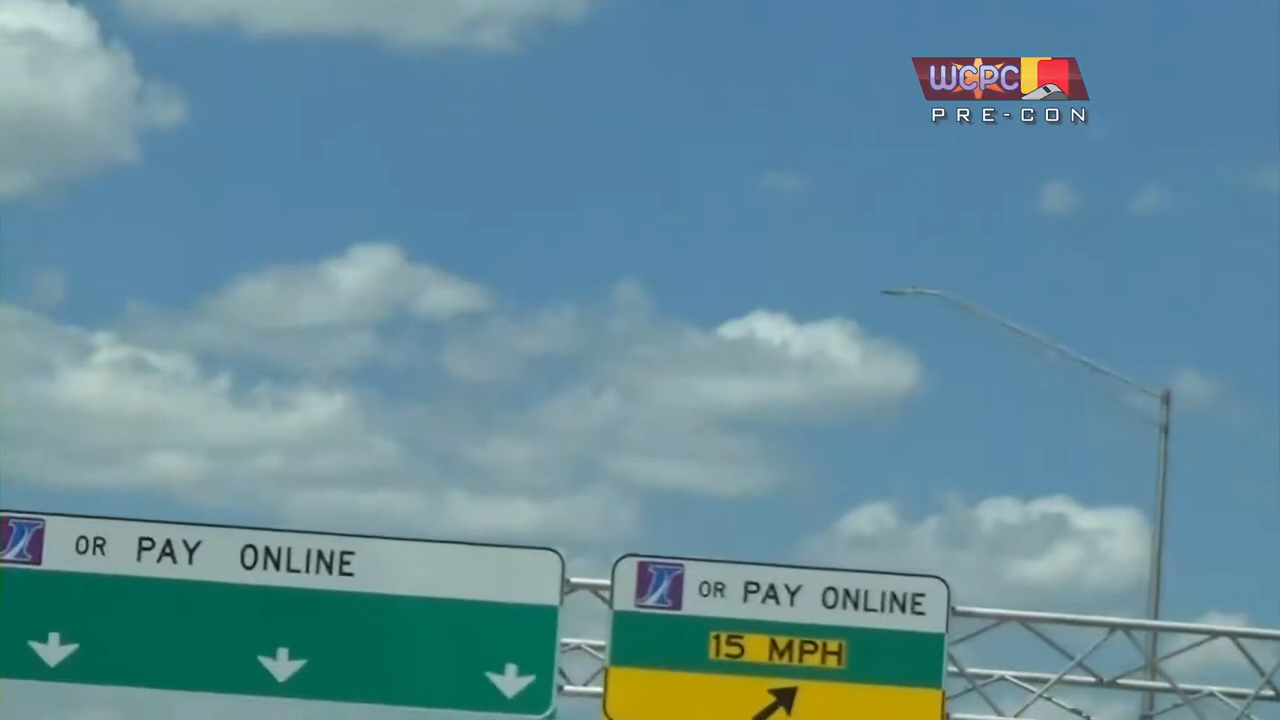 WCPC
PRE-CON
OR PAY ONLINE
OR PAY ONLINE
15 MPH